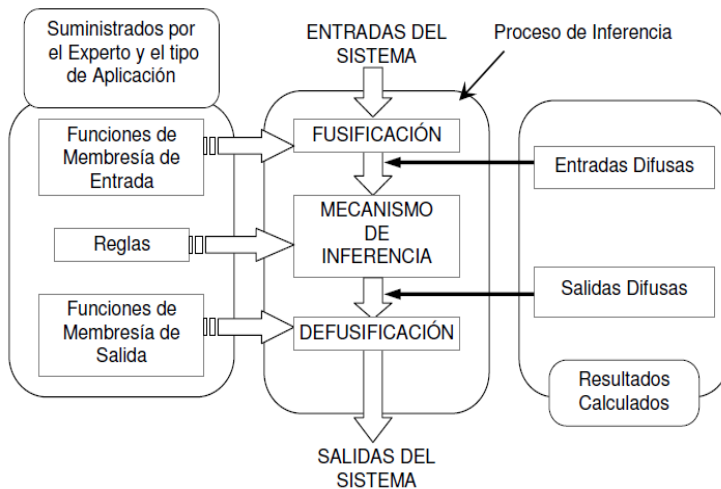 Suministrados por
el Experto y el tipo
de Aplicación
ENTRADAS DEL
SISTEMA
Proceso de Inferencia
Funciones de
Membresía de
Entrada
FUSIFICACIÓN
Entradas Difusas
Reglas
MECANISMO
DE
INFERENCIA
Salidas Difusas
Funciones de
Membresía de
Salida
DEFUSIFICACIÓN
Resultados
Calculados
SALIDAS DEL
SISTEMA